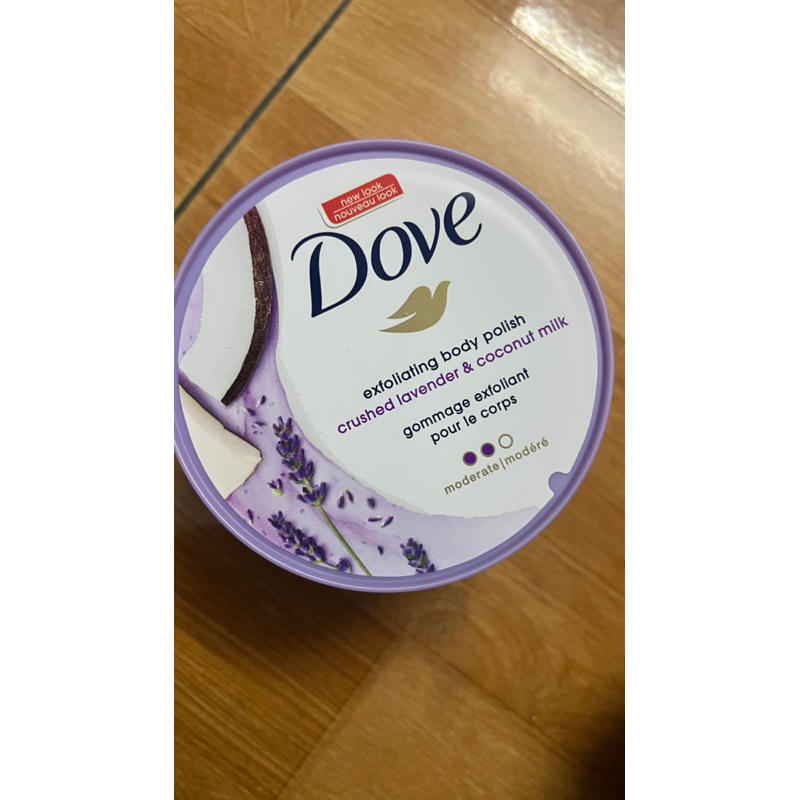 new look
nouveau look
Dove
exfoliating body polish
crushed lavender & coconut milk
gommage exfoliant
pour le corps
moderate|modéré